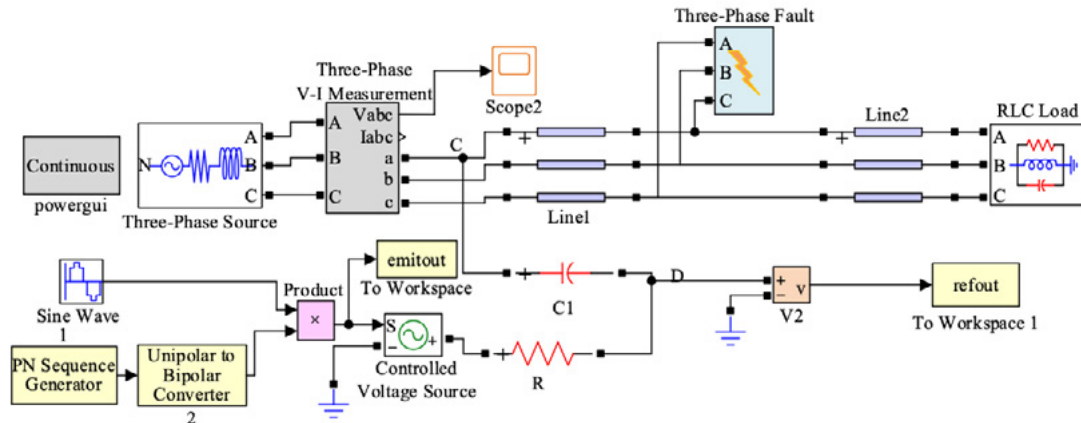 Three-Phase Fault
A
B
C
Three-Phase
V-I Measurement
Vabc
Iabc
A
B
C
a
b
c
Scope2
C
+
+
Line2
RLC Load
A
B
C
Continuous
powergui
N
A
B
C
Three-Phase Source
Line1
emitout
To Workspace
Product
×
Sine Wave
1
+
C1
D
+
−
v
V2
refout
To Workspace 1
PN Sequence
Generator
Unipolar to
Bipolar
Converter
2
S
−
+
Controlled
Voltage Source
+
R